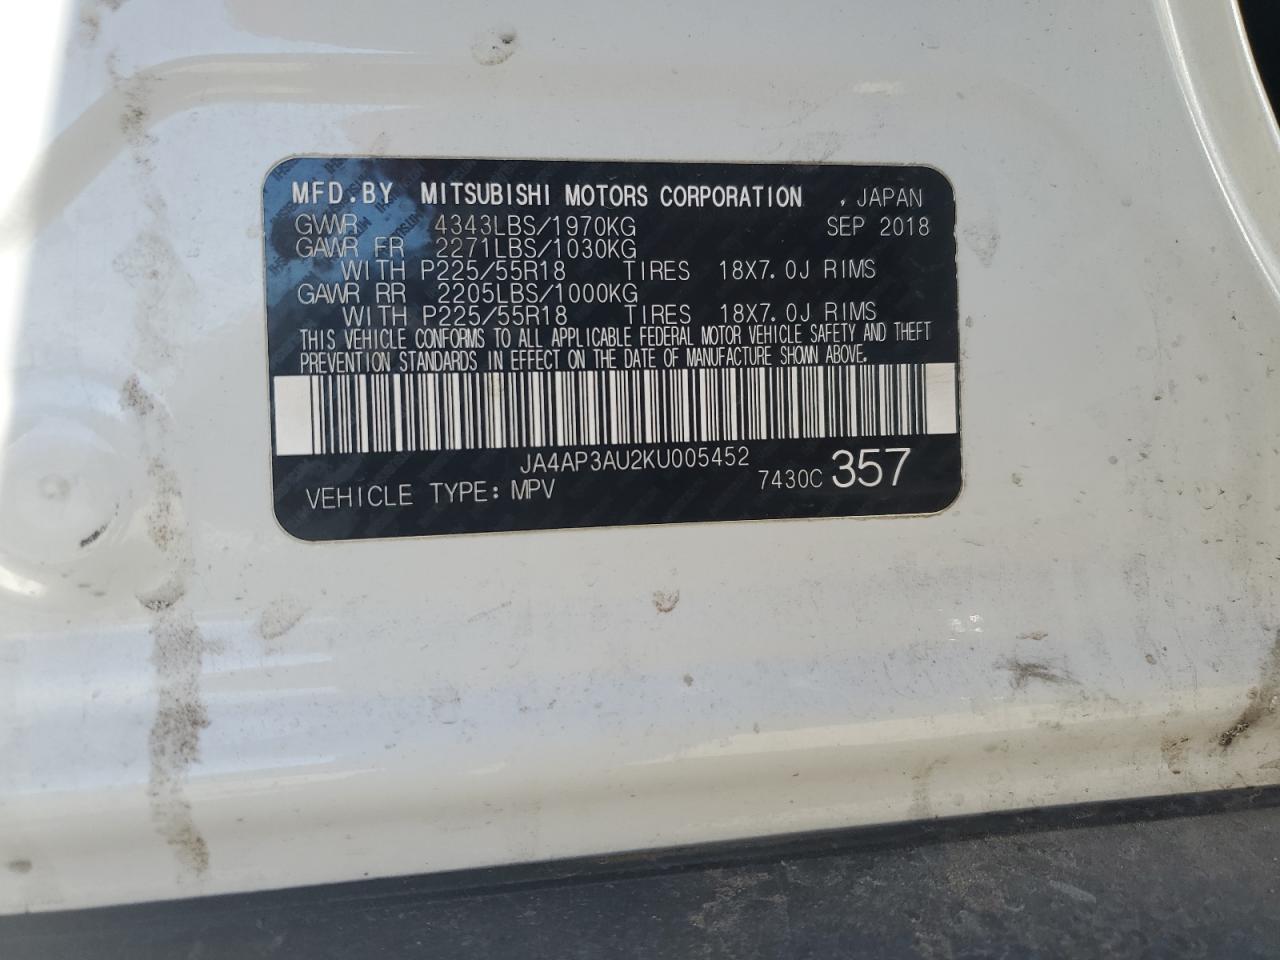 MFD.BY MITSUBISHI MOTORS CORPORATION , JAPAN
GVWR 4343LBS/1970KG SEP 2018
GAWR FR 2271LBS/1030KG
WITH P225/55R18 TIRES 18X7.0J RIMS
GAWR RR 2205LBS/1000KG
WITH P225/55R18 TIRES 18X7.0J RIMS
THIS VEHICLE CONFORMS TO ALL APPLICABLE FEDERAL MOTOR VEHICLE SAFETY AND THEFT
PREVENTION STANDARDS IN EFFECT ON THE DATE OF MANUFACTURE SHOWN ABOVE.
JA4AP3AU2KU005452
VEHICLE TYPE: MPV 7430C 357